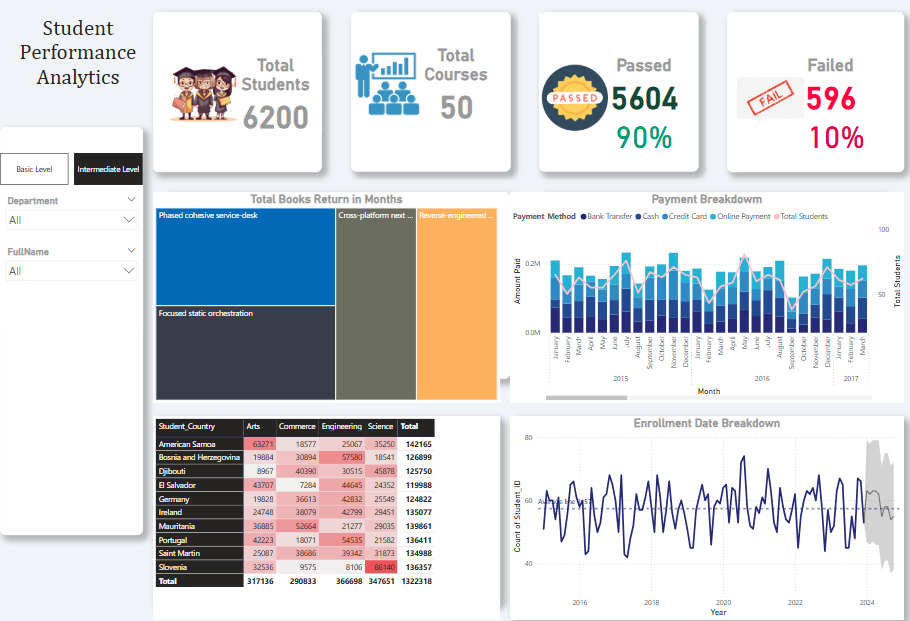 Student
Performance
Analytics
Total
Students
6200
Total
Courses
50
PASSED
Passed
5604
90%
FAIL
Failed
596
10%
Basic Level
Intermediate Level
Department
All
FullName
All
Total Books Return in Months
Phased cohesive service-desk
Cross-platform next ...
Reverse-engineered ...
Focused static orchestration
Payment Breakdown
Payment Method Bank Transfer Cash Credit Card Online Payment Total Students
Amount Paid
0.2M
0.0M
100
50
Total Students
January February March April May June July August September October November December January February March April May June July August September October November December January February March
2015 2016 2017
Month
Student_Country Arts Commerce Engineering Science Total
American Samoa 63271 18577 25067 35250 142165
Bosnia and Herzegovina 19884 30894 57580 18541 126899
Djibouti 8967 40390 30515 45878 125750
El Salvador 43707 7284 44645 24352 119988
Germany 19828 36613 42832 25549 124822
Ireland 24748 38079 42799 29451 135077
Mauritania 36885 52664 21277 29035 139861
Portugal 42223 18071 54535 21582 136411
Saint Martin 25087 38686 39342 31873 134988
Slovenia 32536 9575 8106 86140 136357
Total 317136 290833 366698 347651 1322318
Enrollment Date Breakdown
Count of Student_ID
80
60
40
2016 2018 2020 2022 2024
Year